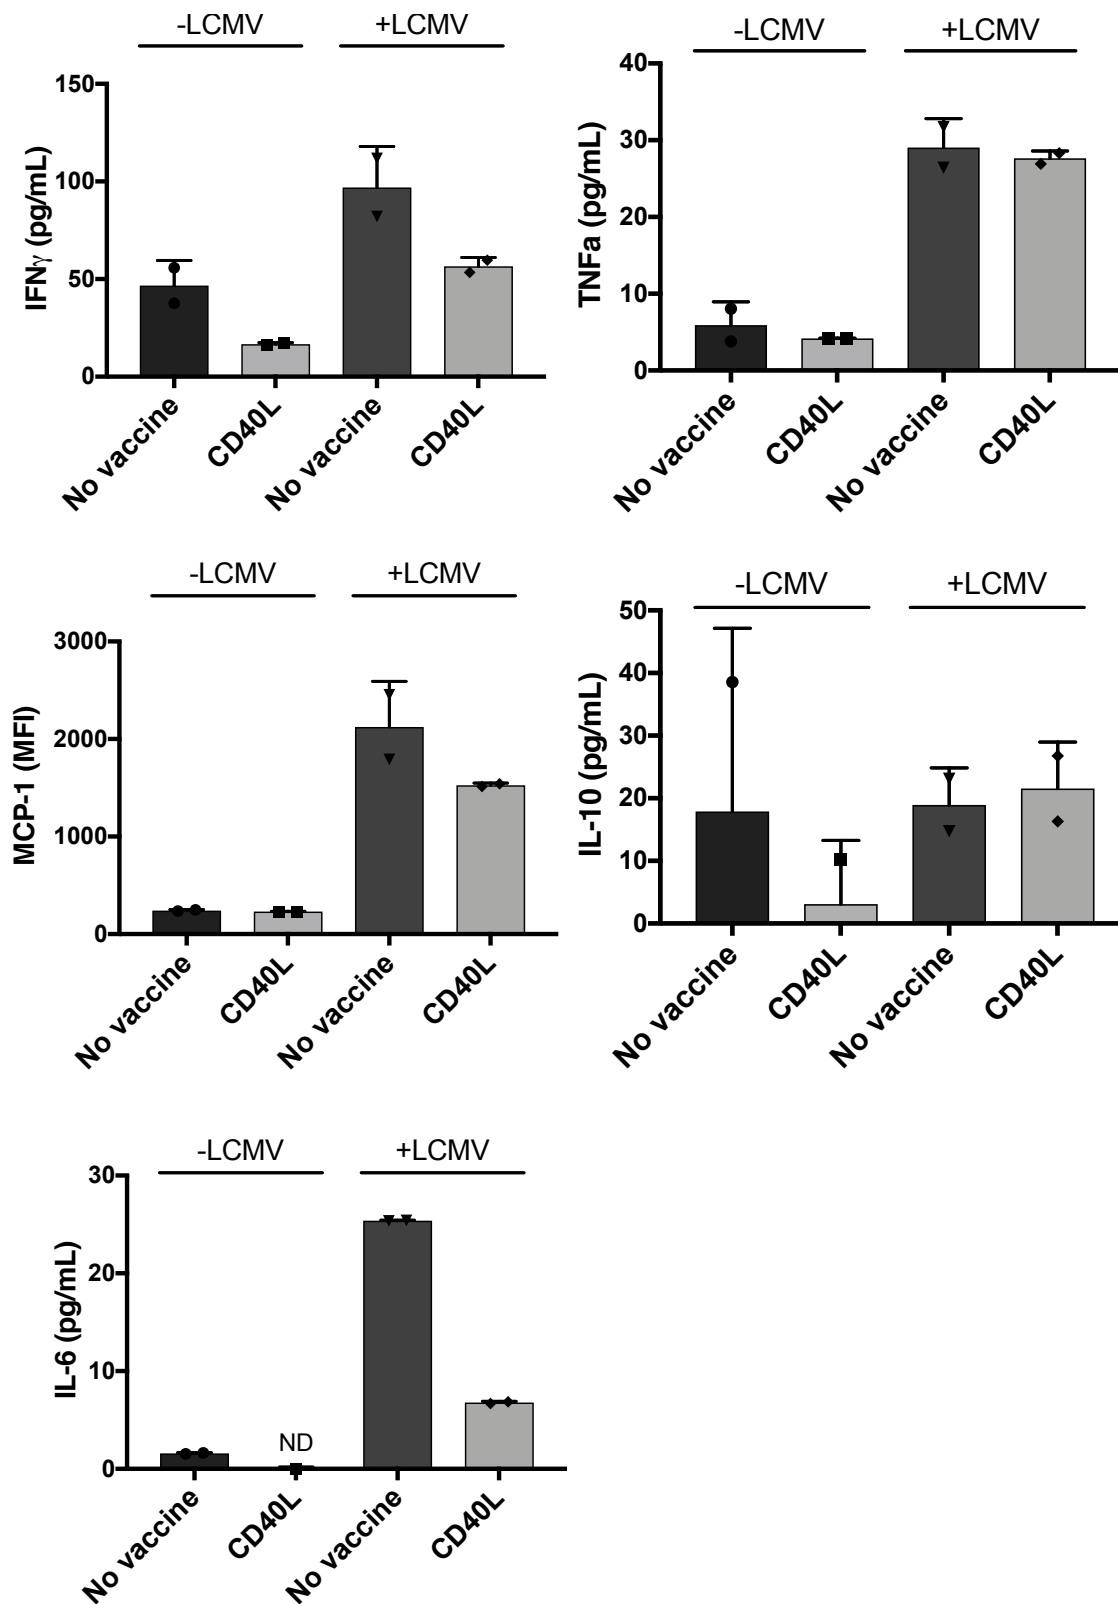 -LCMV
+LCMV
IFNγ (pg/mL)
150
100
50
0
No vaccine
CD40L
No vaccine
CD40L
-LCMV
+LCMV
TNFa (pg/mL)
40
30
20
10
0
No vaccine
CD40L
No vaccine
CD40L
-LCMV
+LCMV
MCP-1 (MFI)
3000
2000
1000
0
No vaccine
CD40L
No vaccine
CD40L
-LCMV
+LCMV
IL-10 (pg/mL)
50
40
30
20
10
0
No vaccine
CD40L
No vaccine
CD40L
-LCMV
+LCMV
IL-6 (pg/mL)
30
20
10
0
ND
No vaccine
CD40L
No vaccine
CD40L